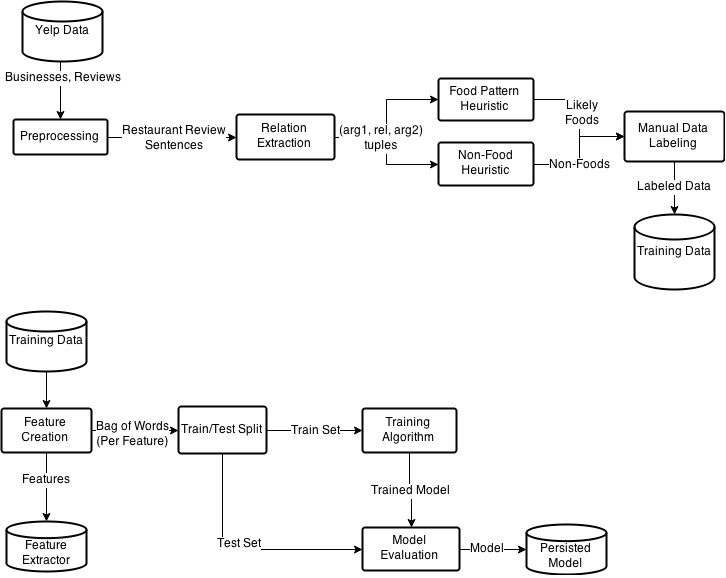 Yelp Data
Businesses, Reviews
Preprocessing
Restaurant Review
Sentences
Relation
Extraction
(arg1, rel, arg2)
tuples
Food Pattern
Heuristic
Non-Food
Heuristic
Likely
Foods
Non-Foods
Manual Data
Labeling
Labeled Data
Training Data
Training Data
Feature
Creation
Features
Feature
Extractor
Bag of Words
(Per Feature)
Train/Test Split
Train Set
Training
Algorithm
Trained Model
Test Set
Model
Evaluation
Model
Persisted
Model